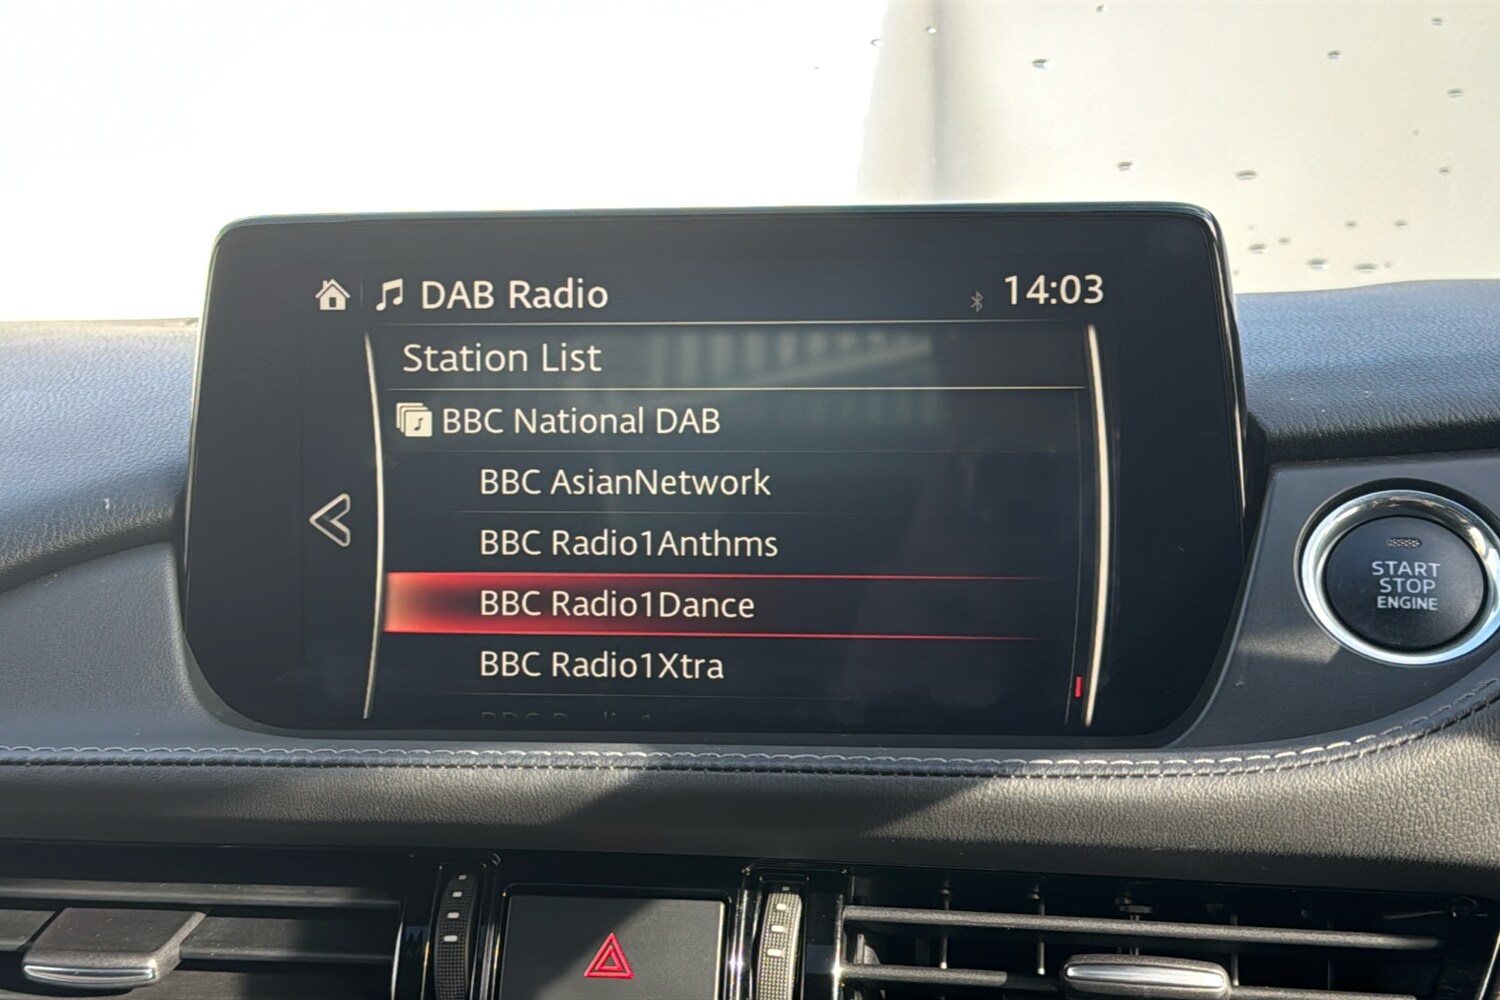 DAB Radio 14:03
Station List
BBC National DAB
BBC AsianNetwork
BBC Radio1Anthms
BBC Radio1Dance
BBC Radio1Xtra
START
STOP
ENGINE